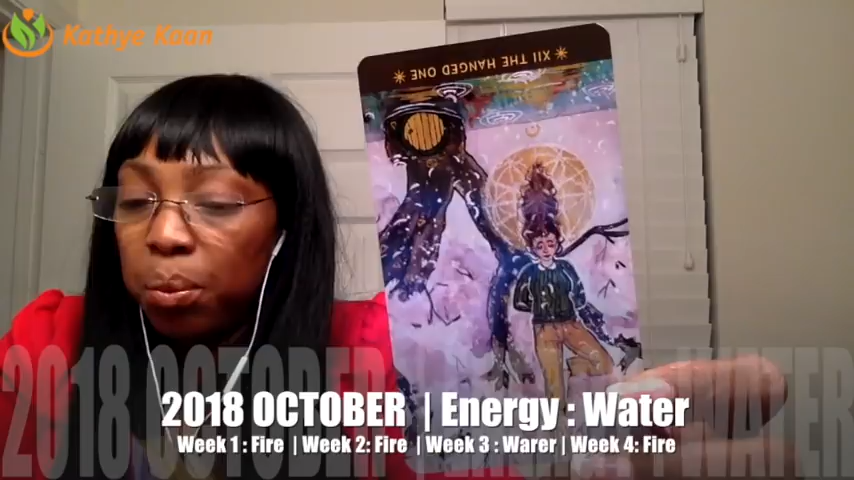 Kathye Kaan
XII THE HANGED ONE
2018 OCTOBER | Energy : Water
Week 1 : Fire | Week 2: Fire | Week 3 : Warer | Week 4: Fire